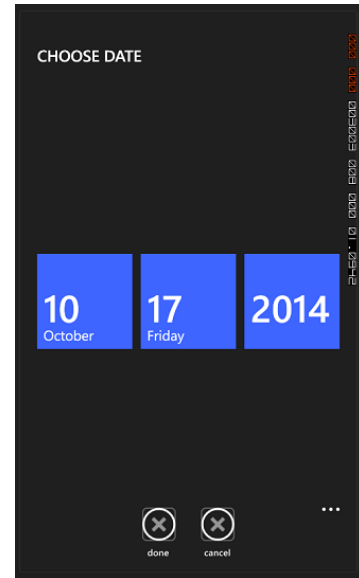 CHOOSE DATE
10
October
17
Friday
2014
done
cancel